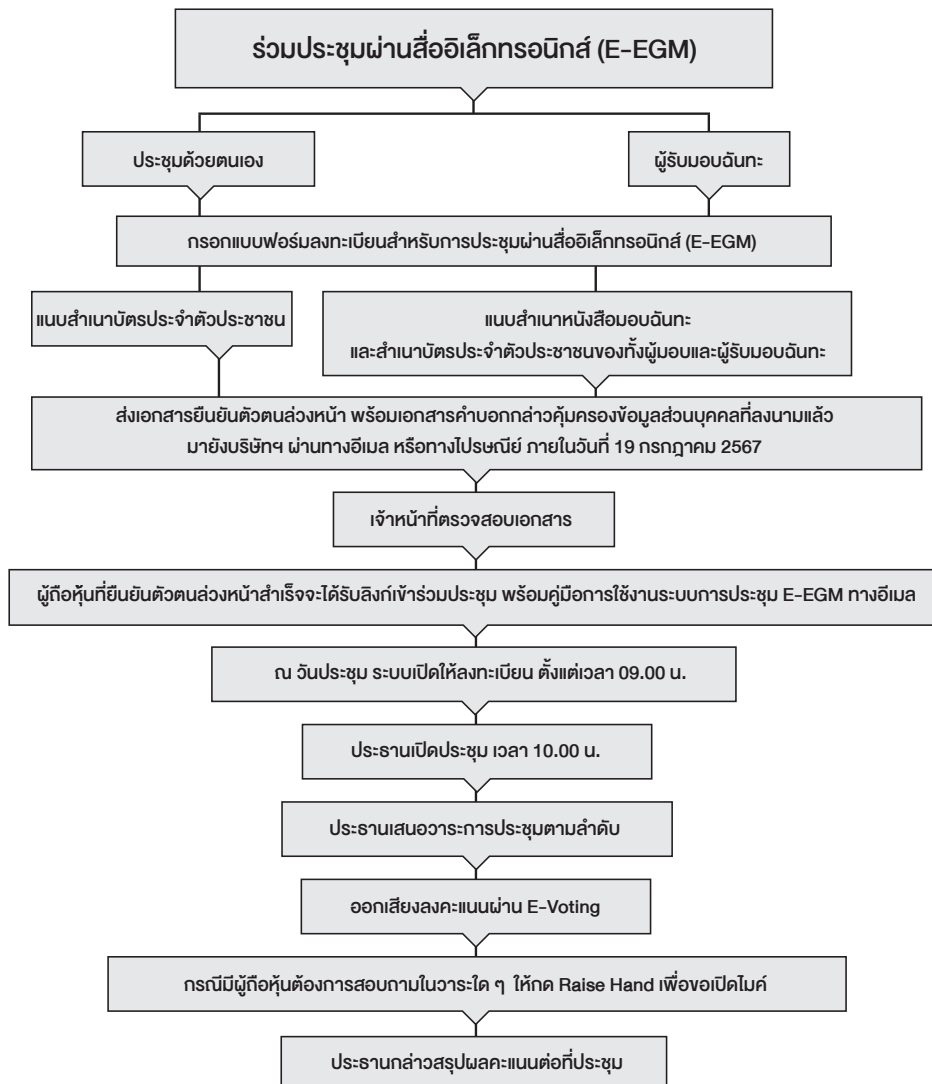 ร่วมประชุมผ่านสื่ออิเล็กทรอนิกส์ (E-EGM)
ประชุมด้วยตนเอง
ผู้รับมอบฉันทะ
กรอกแบบฟอร์มลงทะเบียนสำหรับการประชุมผ่านสื่ออิเล็กทรอนิกส์ (E-EGM)
แนบสำเนาบัตรประจำตัวประชาชน
แนบสำเนาหนังสือมอบฉันทะ
และสำเนาบัตรประจำตัวประชาชนของทั้งผู้มอบและผู้รับมอบฉันทะ
ส่งเอกสารยืนยันตัวตนล่วงหน้า พร้อมเอกสารคำบอกกล่าวคุ้มครองข้อมูลส่วนบุคคลที่ลงนามแล้ว
มายังบริษัทฯ ผ่านทางอีเมล หรือทางไปรษณีย์ ภายในวันที่ 19 กรกฎาคม 2567
เจ้าหน้าที่ตรวจสอบเอกสาร
ผู้ถือหุ้นที่ยืนยันตัวตนล่วงหน้าสำเร็จจะได้รับลิงก์เข้าร่วมประชุม พร้อมคู่มือการใช้งานระบบการประชุม E-EGM ทางอีเมล
ณ วันประชุม ระบบเปิดให้ลงทะเบียน ตั้งแต่เวลา 09.00 น.
ประธานเปิดประชุม เวลา 10.00 น.
ประธานเสนอวาระการประชุมตามลำดับ
ออกเสียงลงคะแนนผ่าน E-Voting
กรณีมีผู้ถือหุ้นต้องการสอบถามในวาระใด ๆ ให้กด Raise Hand เพื่อขอเปิดไมค์
ประธานกล่าวสรุปผลคะแนนต่อที่ประชุม